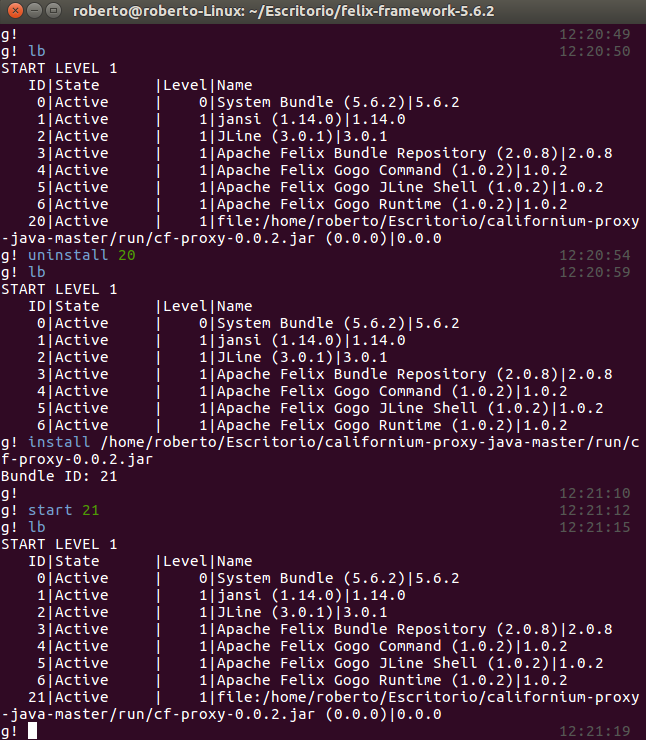 roberto@roberto-Linux: ~/Escritorio/felix-framework-5.6.2
g! 12:20:49
g! lb 12:20:50
START LEVEL 1
   ID|State      |Level|Name
    0|Active     |    0|System Bundle (5.6.2)|5.6.2
    1|Active     |    1|jansi (1.14.0)|1.14.0
    2|Active     |    1|JLine (3.0.1)|3.0.1
    3|Active     |    1|Apache Felix Bundle Repository (2.0.8)|2.0.8
    4|Active     |    1|Apache Felix Gogo Command (1.0.2)|1.0.2
    5|Active     |    1|Apache Felix Gogo JLine Shell (1.0.2)|1.0.2
    6|Active     |    1|Apache Felix Gogo Runtime (1.0.2)|1.0.2
   20|Active     |    1|file:/home/roberto/Escritorio/californium-proxy
-java-master/run/cf-proxy-0.0.2.jar (0.0.0)|0.0.0
g! uninstall 20 12:20:54
g! lb 12:20:59
START LEVEL 1
   ID|State      |Level|Name
    0|Active     |    0|System Bundle (5.6.2)|5.6.2
    1|Active     |    1|jansi (1.14.0)|1.14.0
    2|Active     |    1|JLine (3.0.1)|3.0.1
    3|Active     |    1|Apache Felix Bundle Repository (2.0.8)|2.0.8
    4|Active     |    1|Apache Felix Gogo Command (1.0.2)|1.0.2
    5|Active     |    1|Apache Felix Gogo JLine Shell (1.0.2)|1.0.2
    6|Active     |    1|Apache Felix Gogo Runtime (1.0.2)|1.0.2
g! install /home/roberto/Escritorio/californium-proxy-java-master/run/c
f-proxy-0.0.2.jar
Bundle ID: 21
g! 12:21:10
g! start 21 12:21:12
g! lb 12:21:15
START LEVEL 1
   ID|State      |Level|Name
    0|Active     |    0|System Bundle (5.6.2)|5.6.2
    1|Active     |    1|jansi (1.14.0)|1.14.0
    2|Active     |    1|JLine (3.0.1)|3.0.1
    3|Active     |    1|Apache Felix Bundle Repository (2.0.8)|2.0.8
    4|Active     |    1|Apache Felix Gogo Command (1.0.2)|1.0.2
    5|Active     |    1|Apache Felix Gogo JLine Shell (1.0.2)|1.0.2
    6|Active     |    1|Apache Felix Gogo Runtime (1.0.2)|1.0.2
   21|Active     |    1|file:/home/roberto/Escritorio/californium-proxy
-java-master/run/cf-proxy-0.0.2.jar (0.0.0)|0.0.0
g! 12:21:19